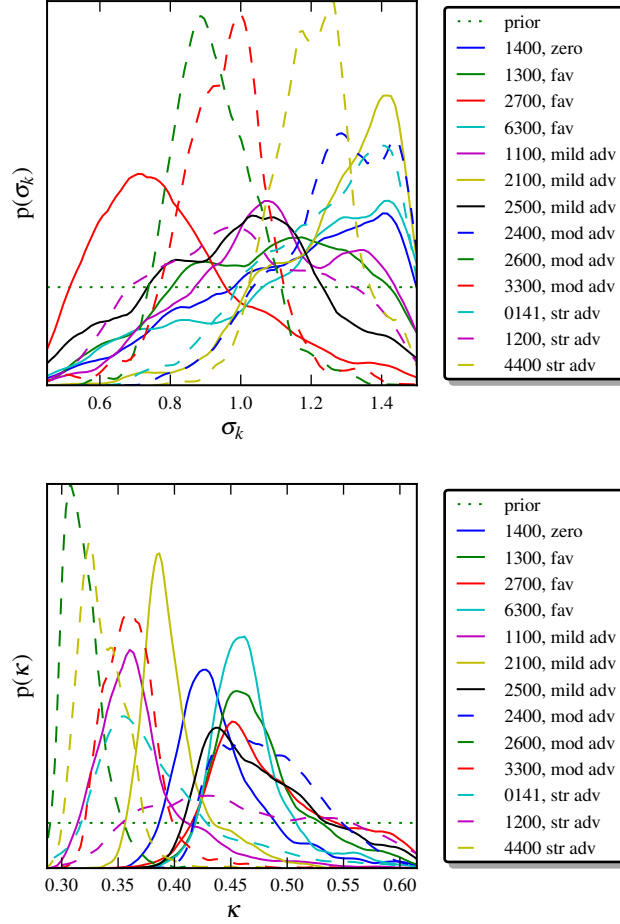 p(σk)
0.6 0.8 1.0 1.2 1.4
σk
prior
1400, zero
1300, fav
2700, fav
6300, fav
1100, mild adv
2100, mild adv
2500, mild adv
2400, mod adv
2600, mod adv
3300, mod adv
0141, str adv
1200, str adv
4400 str adv
p(κ)
0.30 0.35 0.40 0.45 0.50 0.55 0.60
κ
prior
1400, zero
1300, fav
2700, fav
6300, fav
1100, mild adv
2100, mild adv
2500, mild adv
2400, mod adv
2600, mod adv
3300, mod adv
0141, str adv
1200, str adv
4400 str adv